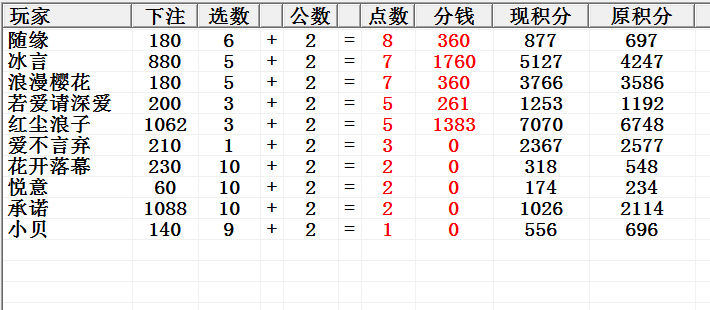 玩家 下注 选数 公数 点数 分钱 现积分 原积分
随缘 180 6 + 2 = 8 360 877 697
冰言 880 5 + 2 = 7 1760 5127 4247
浪漫樱花 180 5 + 2 = 7 360 3766 3586
若爱请深爱 200 3 + 2 = 5 261 1253 1192
红尘浪子 1062 3 + 2 = 5 1383 7070 6748
爱不言弃 210 1 + 2 = 3 0 2367 2577
花开落幕 230 10 + 2 = 2 0 318 548
悦意 60 10 + 2 = 2 0 174 234
承诺 1088 10 + 2 = 2 0 1026 2114
小贝 140 9 + 2 = 1 0 556 696